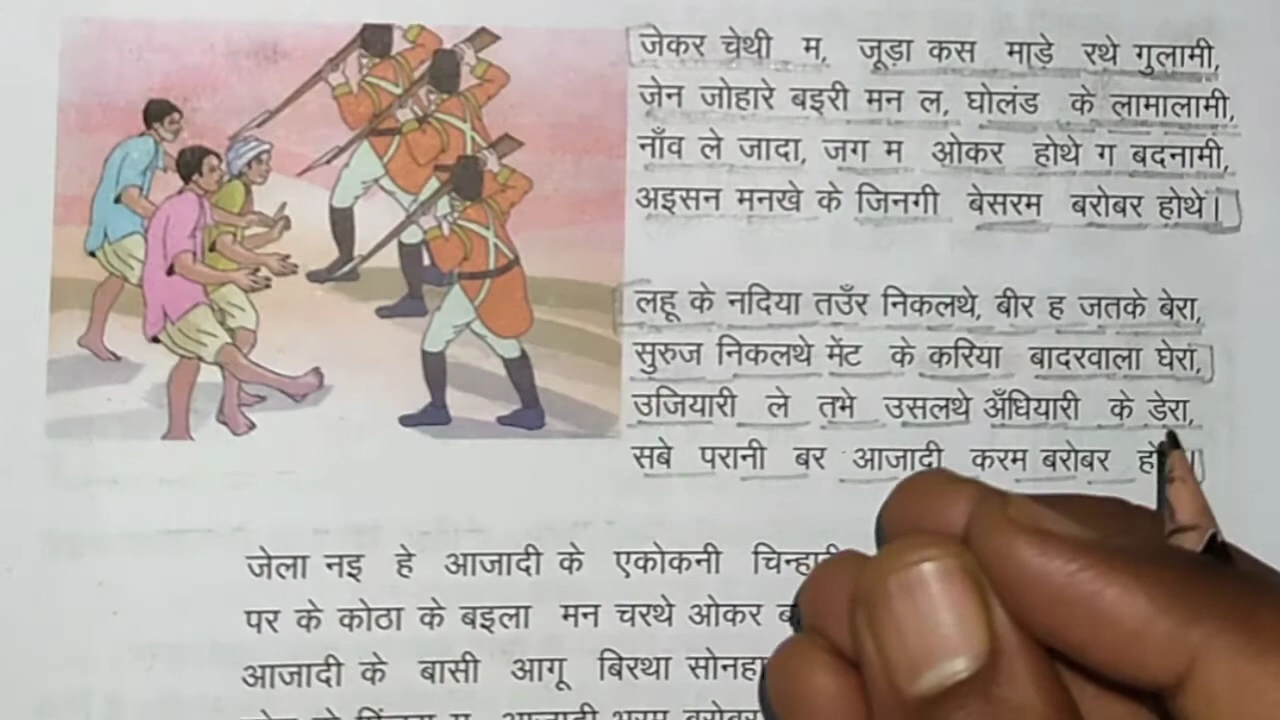 जेकर चेथी म, जूड़ा कस माड़े रथे गुलामी,
जेन जोहारे बइरी मन ल, घोलंड के लामालामी,
नाँव ले जादा, जग म ओकर होथे ग बदनामी,
अइसन मनखे के जिनगी बेसरम बरोबर होथे।
लहू के नदिया तउँर निकलथे, बीर ह जतके बेरा,
सुरुज निकलथे मेंट के करिया बादरवाला घेरा,
उजियारी ले तभे उसलथे अँधियारी के डेरा,
सबे परानी बर आजादी करम बरोबर
जेला नइ हे आजादी के एकोकनी
पर के कोठा के बइला मन चरथे ओकर
आजादी के बासी आगू बिरथा